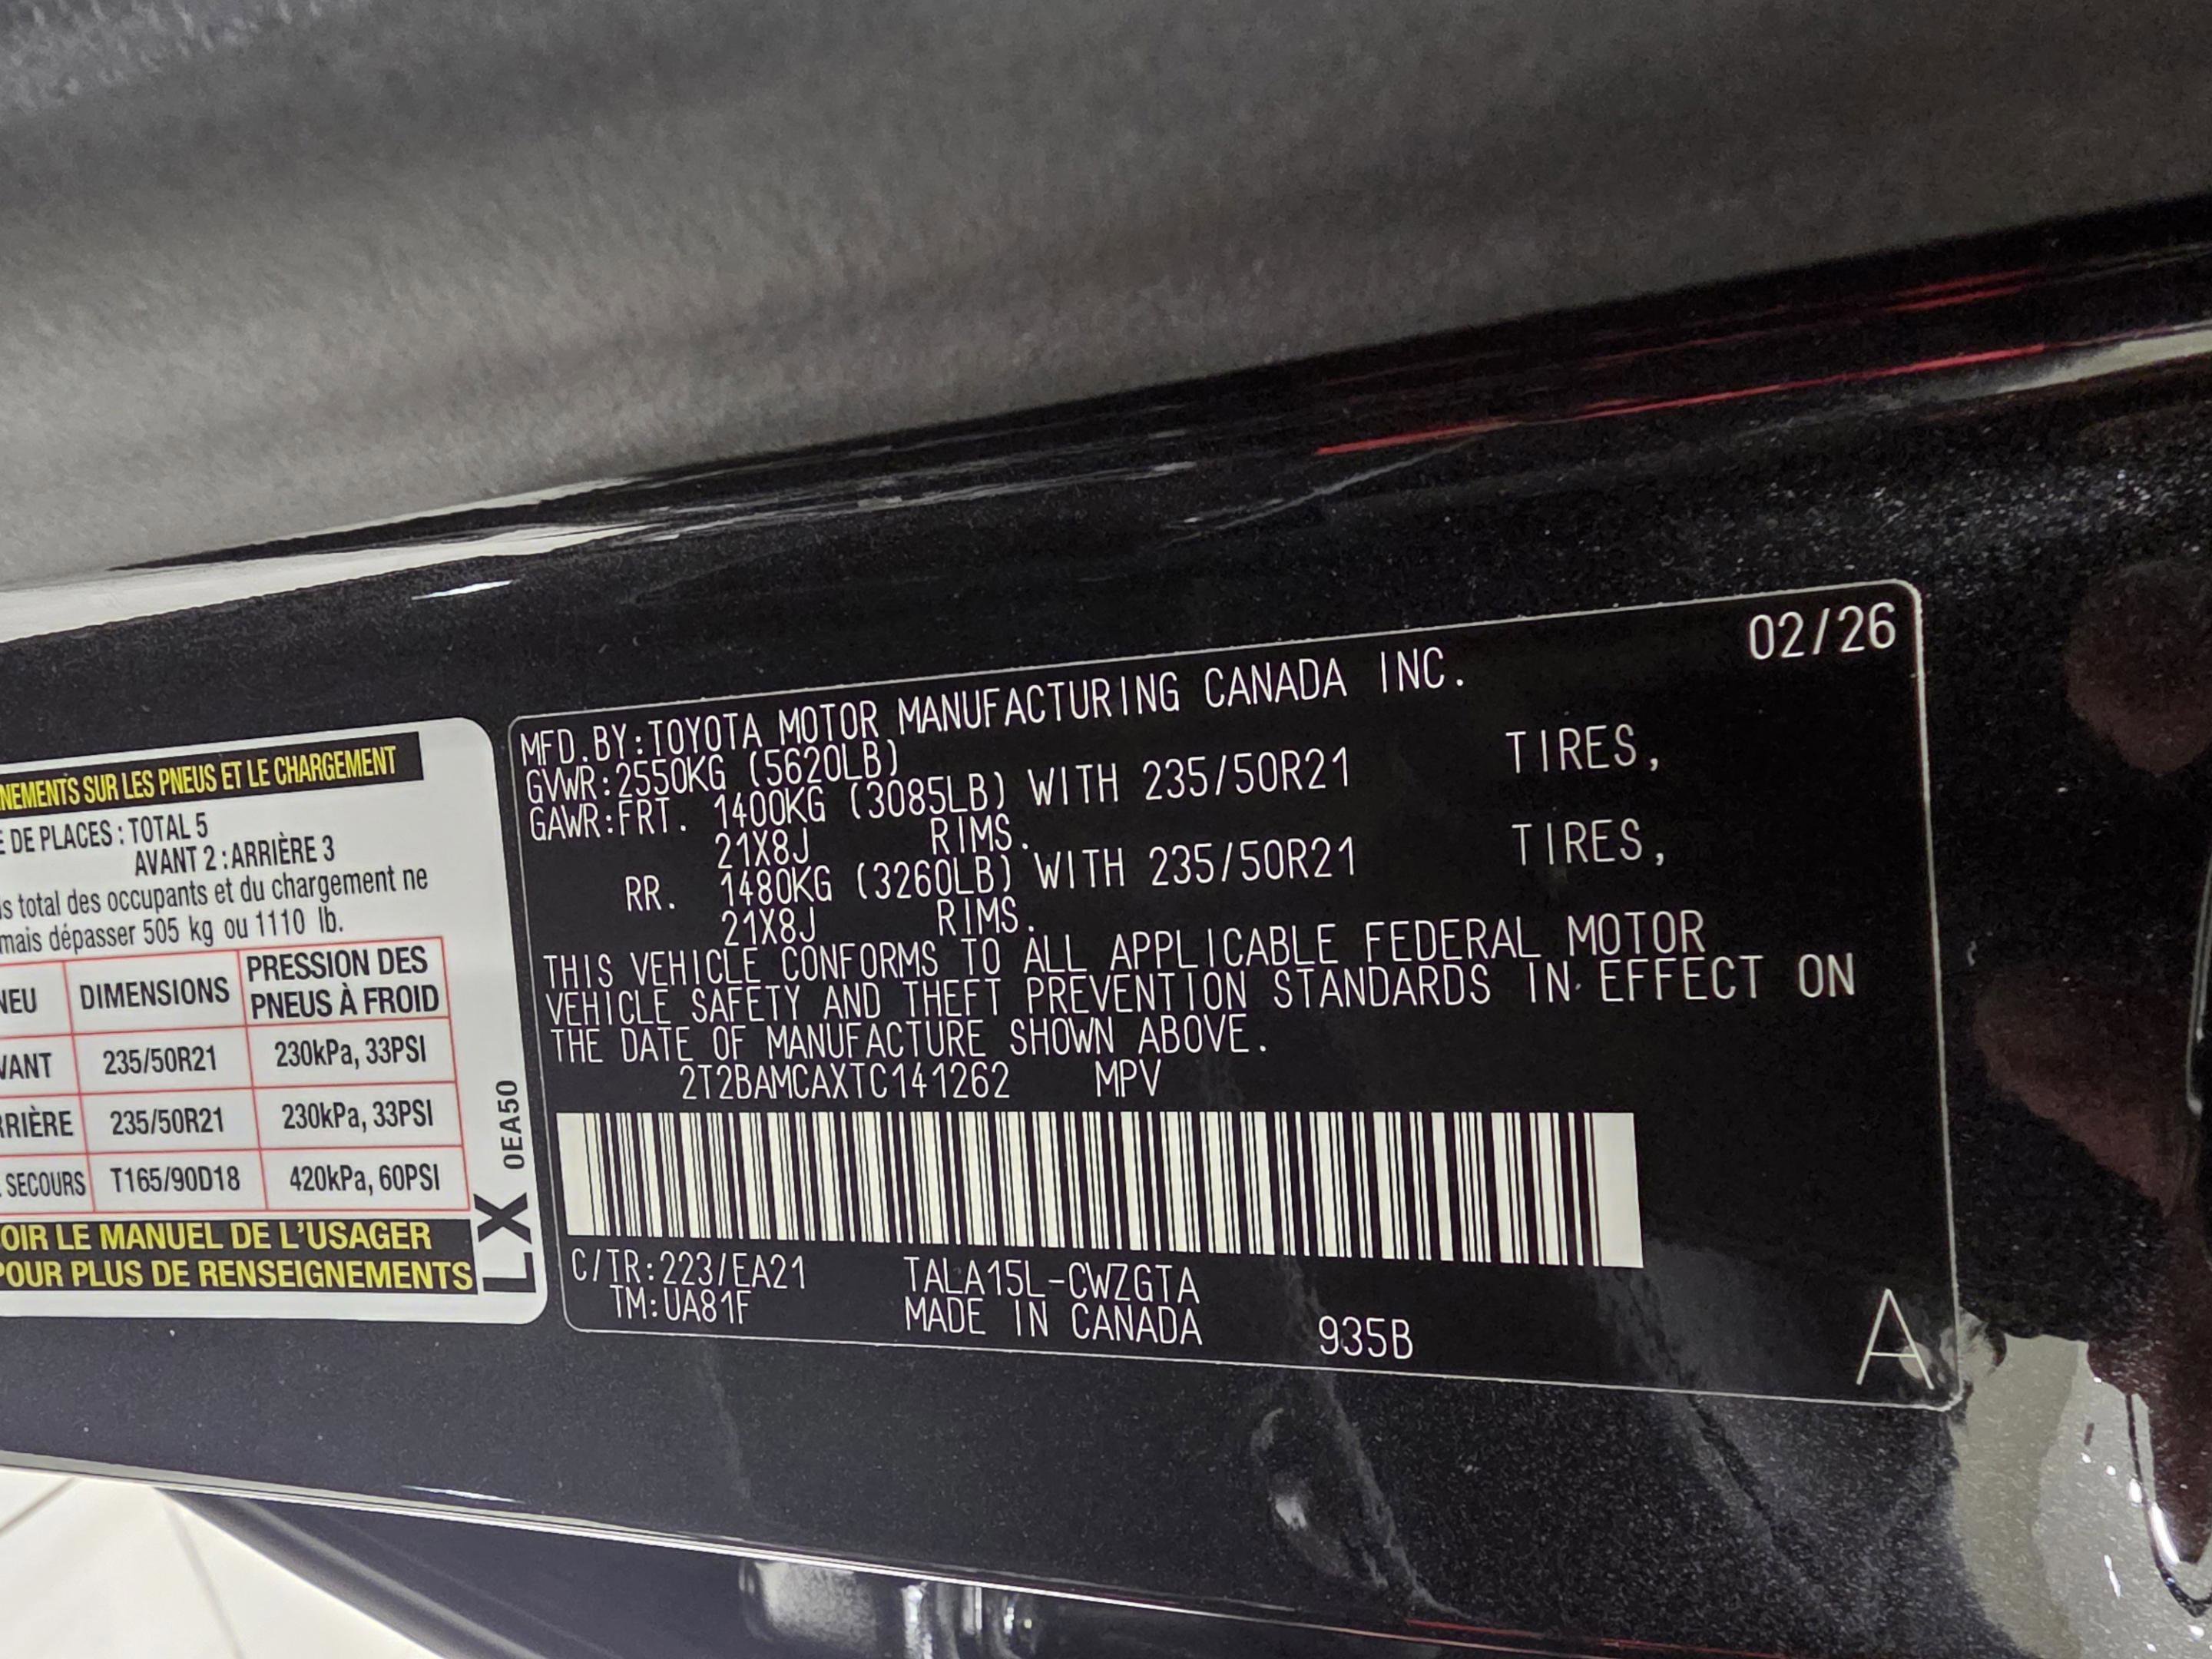 NEMENTS SUR LES PNEUS ET LE CHARGEMENT
E DE PLACES : TOTAL 5
AVANT 2 : ARRIÈRE 3
s total des occupants et du chargement ne
mais dépasser 505 kg ou 1110 lb.
NEU DIMENSIONS PRESSION DES PNEUS À FROID
VANT 235/50R21 230kPa, 33PSI
RRIÈRE 235/50R21 230kPa, 33PSI
SECOURS T165/90D18 420kPa, 60PSI
OIR LE MANUEL DE L'USAGER
POUR PLUS DE RENSEIGNEMENTS
LX 0EA50
02/26
MFD.BY:TOYOTA MOTOR MANUFACTURING CANADA INC.
GVWR:2550KG (5620LB)
GAWR:FRT. 1400KG (3085LB) WITH 235/50R21 TIRES,
21X8J RIMS.
RR. 1480KG (3260LB) WITH 235/50R21 TIRES,
21X8J RIMS.
THIS VEHICLE CONFORMS TO ALL APPLICABLE FEDERAL MOTOR
VEHICLE SAFETY AND THEFT PREVENTION STANDARDS IN EFFECT ON
THE DATE OF MANUFACTURE SHOWN ABOVE.
2T2BAMCAXTC141262 MPV
C/TR:223/EA21 TALA15L-CWZGTA
TM:UA81F MADE IN CANADA 935B
A